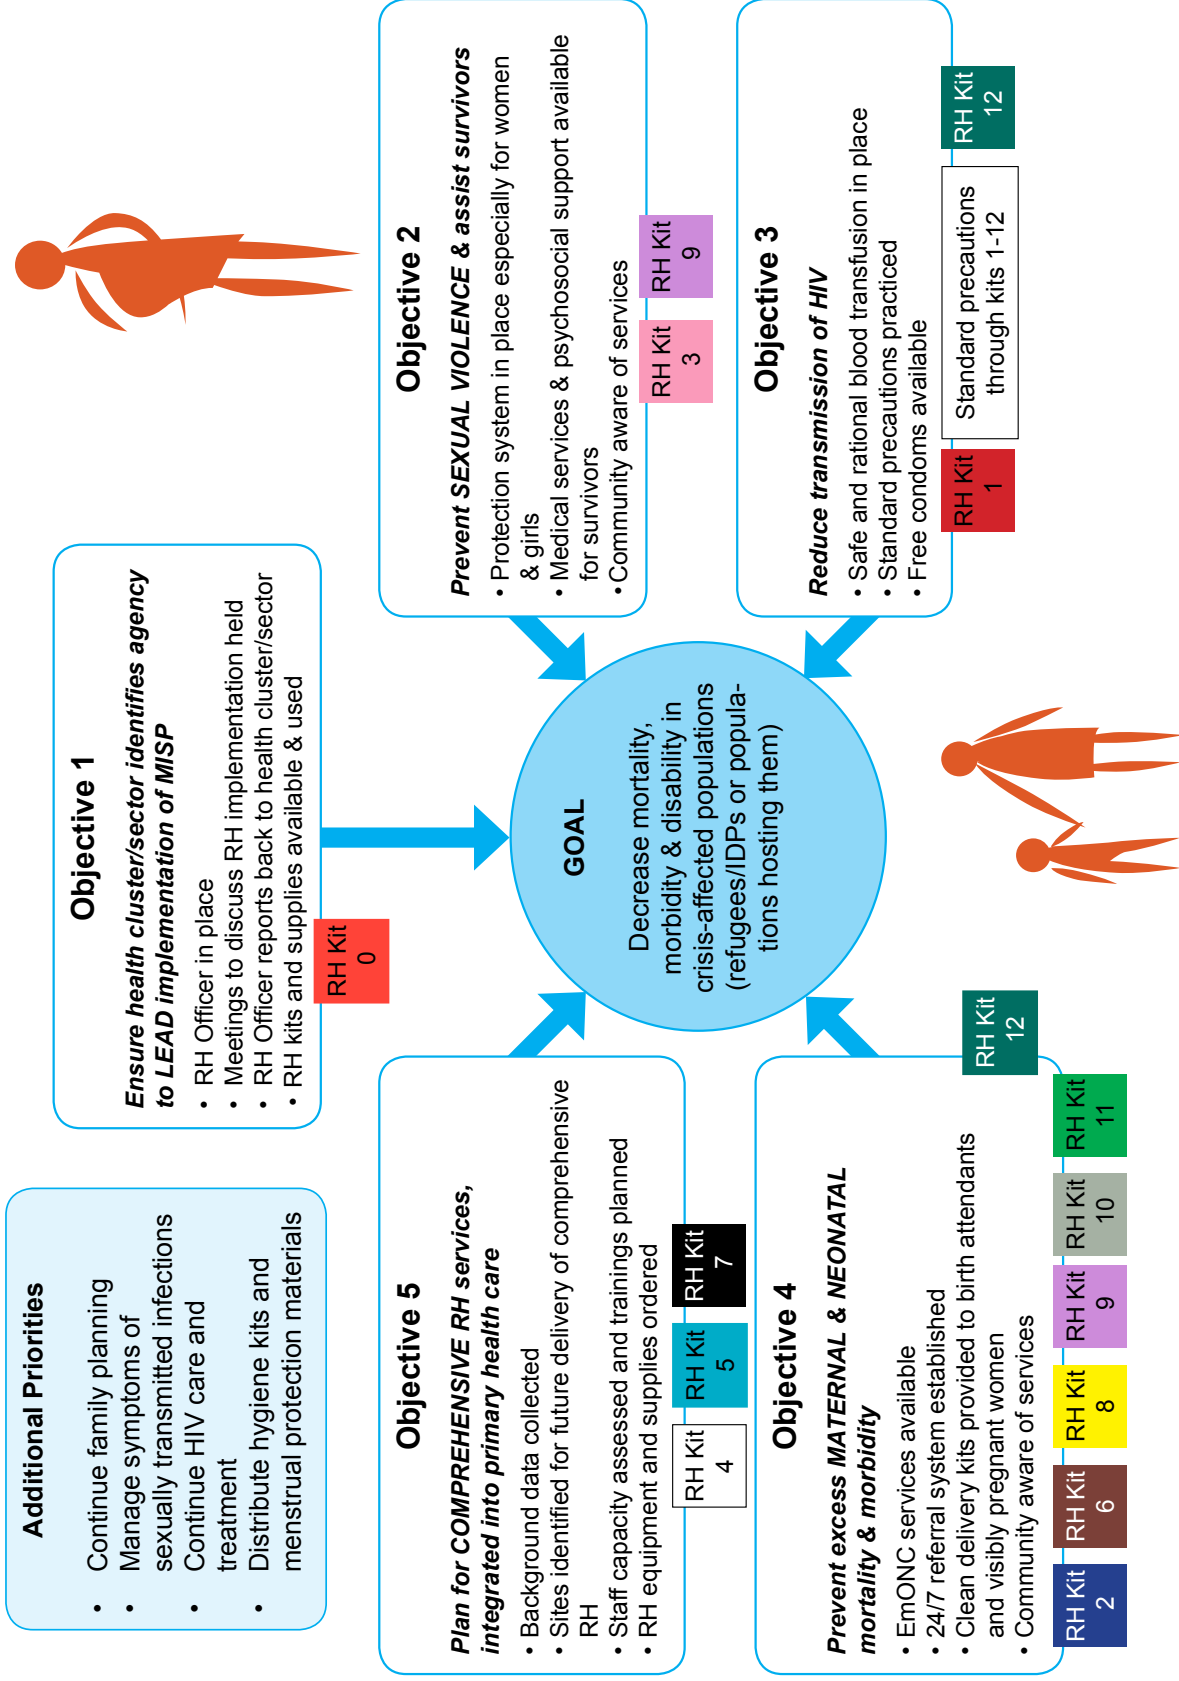 Additional Priorities
• Continue family planning
• Manage symptoms of
sexually transmitted infections
• Continue HIV care and
treatment
• Distribute hygiene kits and
menstrual protection materials
Objective 1
Ensure health cluster/sector identifies agency
to LEAD implementation of MISP
• RH Officer in place
• Meetings to discuss RH implementation held
• RH Officer reports back to health cluster/sector
• RH kits and supplies available & used
RH Kit
0
Objective 5
Plan for COMPREHENSIVE RH services,
integrated into primary health care
• Background data collected
• Sites identified for future delivery of comprehensive
RH
• Staff capacity assessed and trainings planned
• RH equipment and supplies ordered
RH Kit
4
RH Kit
5
RH Kit
7
Objective 2
Prevent SEXUAL VIOLENCE & assist survivors
• Protection system in place especially for women
& girls
• Medical services & psychosocial support available
for survivors
• Community aware of services
RH Kit
3
RH Kit
9
GOAL
Decrease mortality,
morbidity & disability in
crisis-affected populations
(refugees/IDPs or popula-
tions hosting them)
Objective 4
Prevent excess MATERNAL & NEONATAL
mortality & morbidity
• EmONC services available
• 24/7 referral system established
• Clean delivery kits provided to birth attendants
and visibly pregnant women
• Community aware of services
RH Kit
2
RH Kit
6
RH Kit
8
RH Kit
9
RH Kit
10
RH Kit
11
RH Kit
12
Objective 3
Reduce transmission of HIV
• Safe and rational blood transfusion in place
• Standard precautions practiced
• Free condoms available
RH Kit
1
Standard precautions
through kits 1-12
RH Kit
12